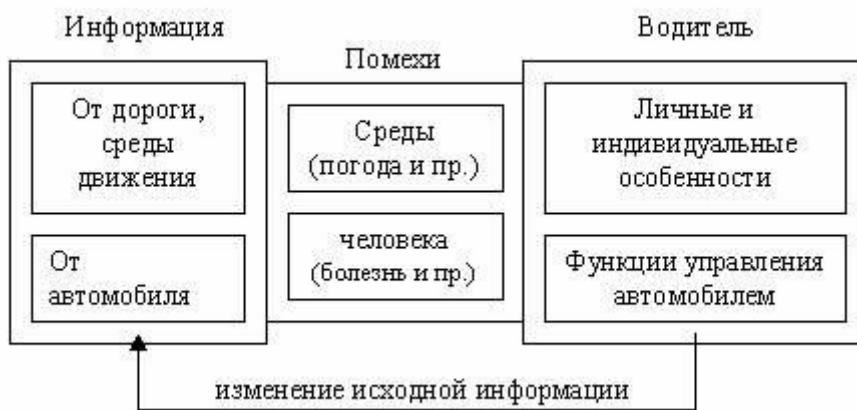 Информация
От дороги,
среды
движения
От
автомобиля
Помехи
Среды
(погода и пр.)
человека
(болезнь и пр.)
Водитель
Личные и
индивидуальные
особенности
Функции управления
автомобилем
изменение исходной информации